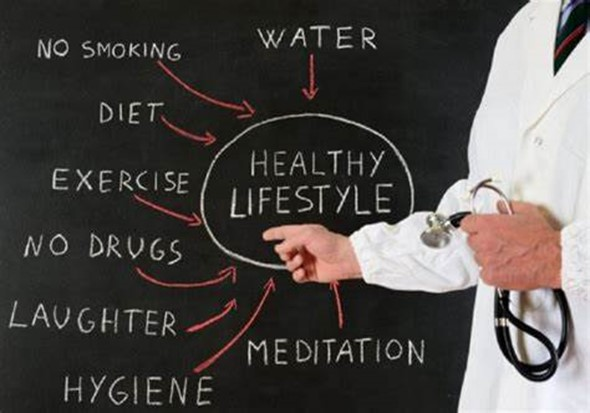 NO SMOKING
WATER
DIET
HEALTHY
LIFESTYLE
EXERCISE
NO DRUGS
LAUGHTER
MEDITATION
HYGIENE